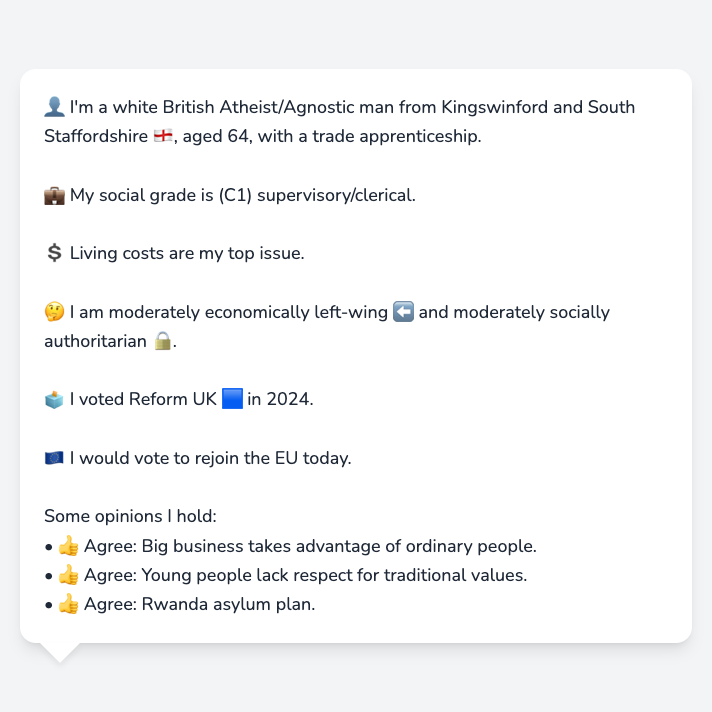 👤 I'm a white British Atheist/Agnostic man from Kingswinford and South
Staffordshire 🏴󠁧󠁢󠁥󠁮󠁧󠁿, aged 64, with a trade apprenticeship.
💼 My social grade is (C1) supervisory/clerical.
💲 Living costs are my top issue.
🤔 I am moderately economically left-wing ⬅️ and moderately socially
authoritarian 🔒.
🗳️ I voted Reform UK 🟦 in 2024.
🇪🇺 I would vote to rejoin the EU today.
Some opinions I hold:
• 👍 Agree: Big business takes advantage of ordinary people.
• 👍 Agree: Young people lack respect for traditional values.
• 👍 Agree: Rwanda asylum plan.